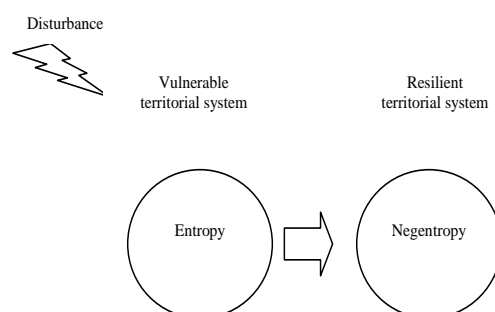 Disturbance
Vulnerable
territorial system
Resilient
territorial system
Entropy
Negentropy